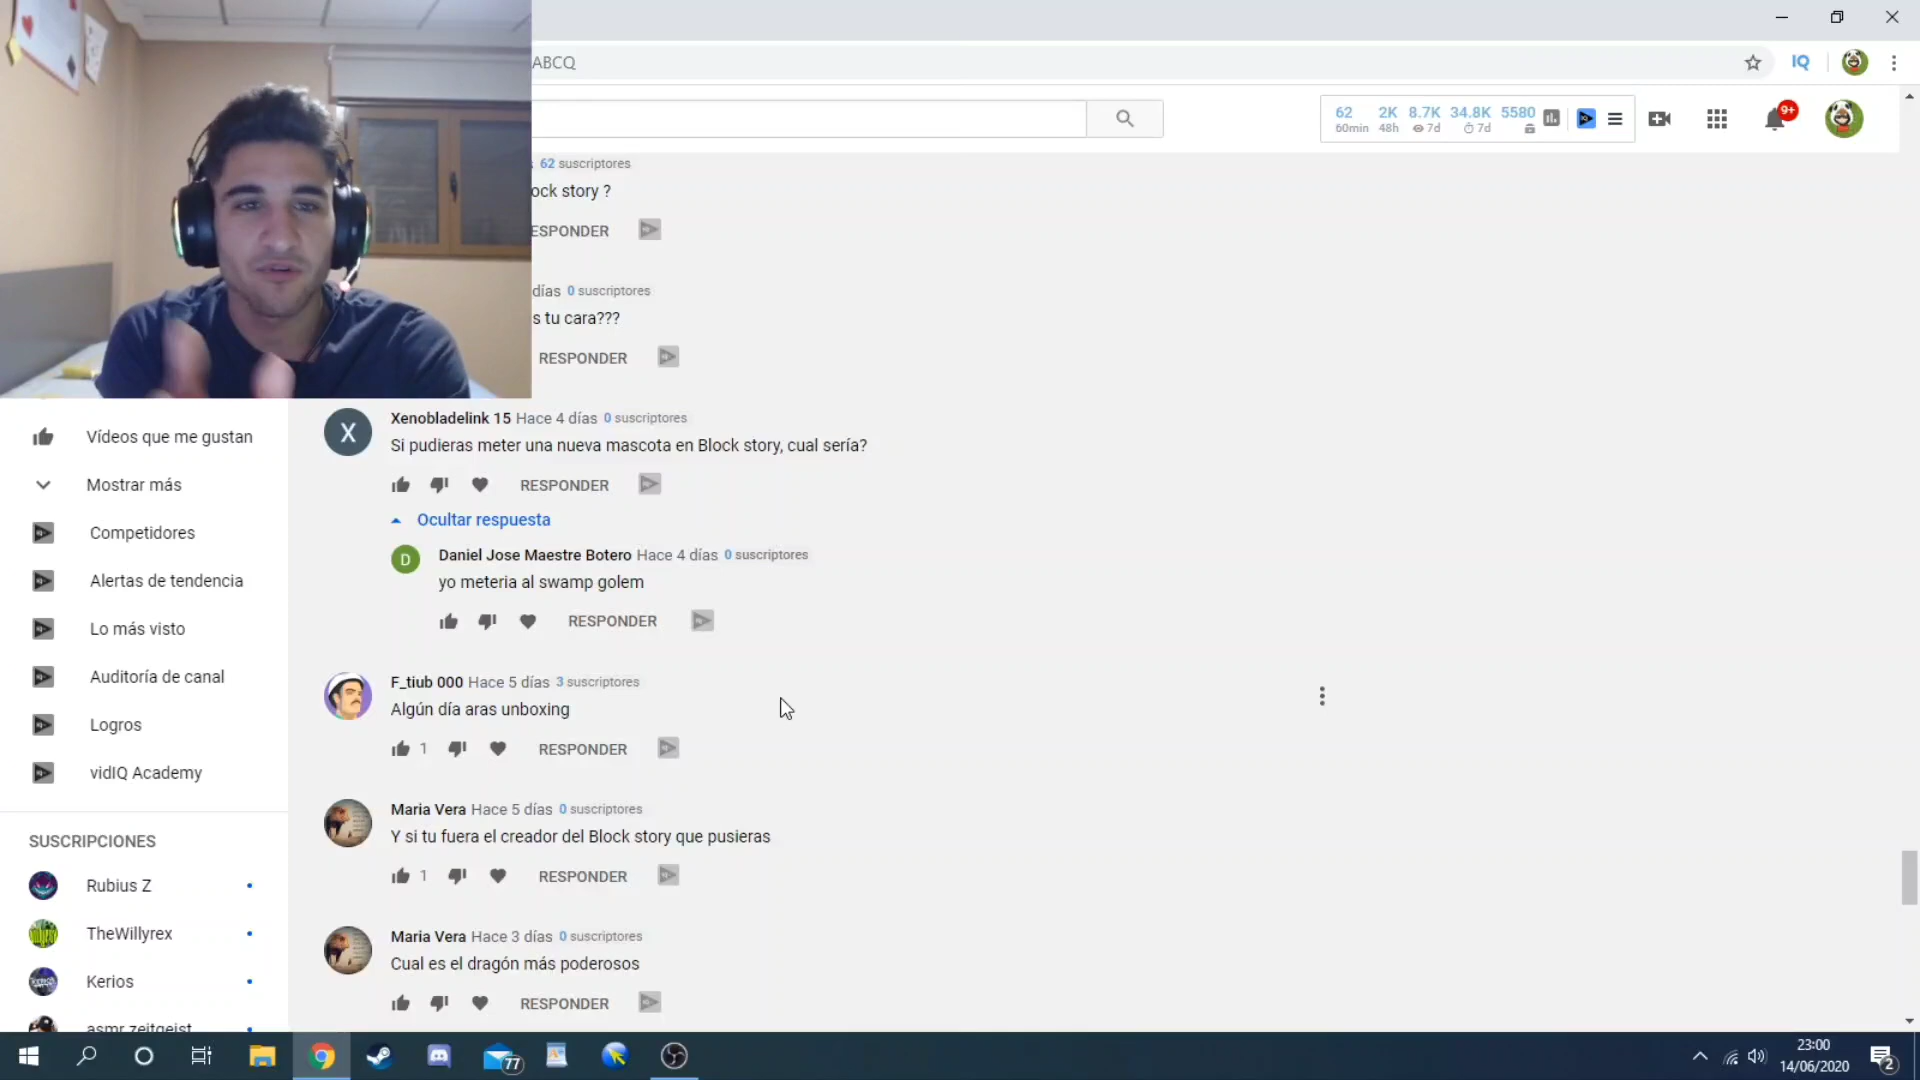 ABCQ
IQ
62 2K 8.7K 34.8K 5580
60min 48h 7d 7d
9+
62 suscriptores
ock story ?
ESPONDER
días 0 suscriptores
s tu cara???
RESPONDER
Xenobladelink 15 Hace 4 días 0 suscriptores
X
Si pudieras meter una nueva mascota en Block story, cual sería?
RESPONDER
Ocultar respuesta
D
Daniel Jose Maestre Botero Hace 4 días 0 suscriptores
yo meteria al swamp golem
RESPONDER
F_tiub 000 Hace 5 días 3 suscriptores
Algún día aras unboxing
1 RESPONDER
Maria Vera Hace 5 días 0 suscriptores
Y si tu fuera el creador del Block story que pusieras
1 RESPONDER
Maria Vera Hace 3 días 0 suscriptores
Cual es el dragón más poderosos
RESPONDER
Vídeos que me gustan
Mostrar más
Competidores
Alertas de tendencia
Lo más visto
Auditoría de canal
Logros
vidIQ Academy
SUSCRIPCIONES
Rubius Z
TheWillyrex
Kerios
asmr zeitgeist
77
23:00
14/06/2020
2